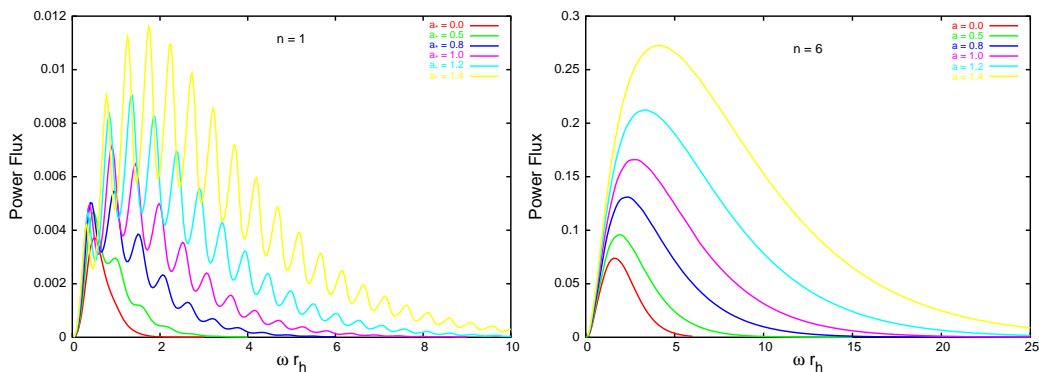 0.012
0.01
0.008
0.006
0.004
0.002
0
Power Flux
n = 1
a* = 0.0
a* = 0.5
a* = 0.8
a* = 1.0
a* = 1.2
a* = 1.4
0 2 4 6 8 10
ω r_h
0.3
0.25
0.2
0.15
0.1
0.05
0
Power Flux
n = 6
a = 0.0
a = 0.5
a = 0.8
a = 1.0
a = 1.2
a = 1.4
0 5 10 15 20 25
ω r_h